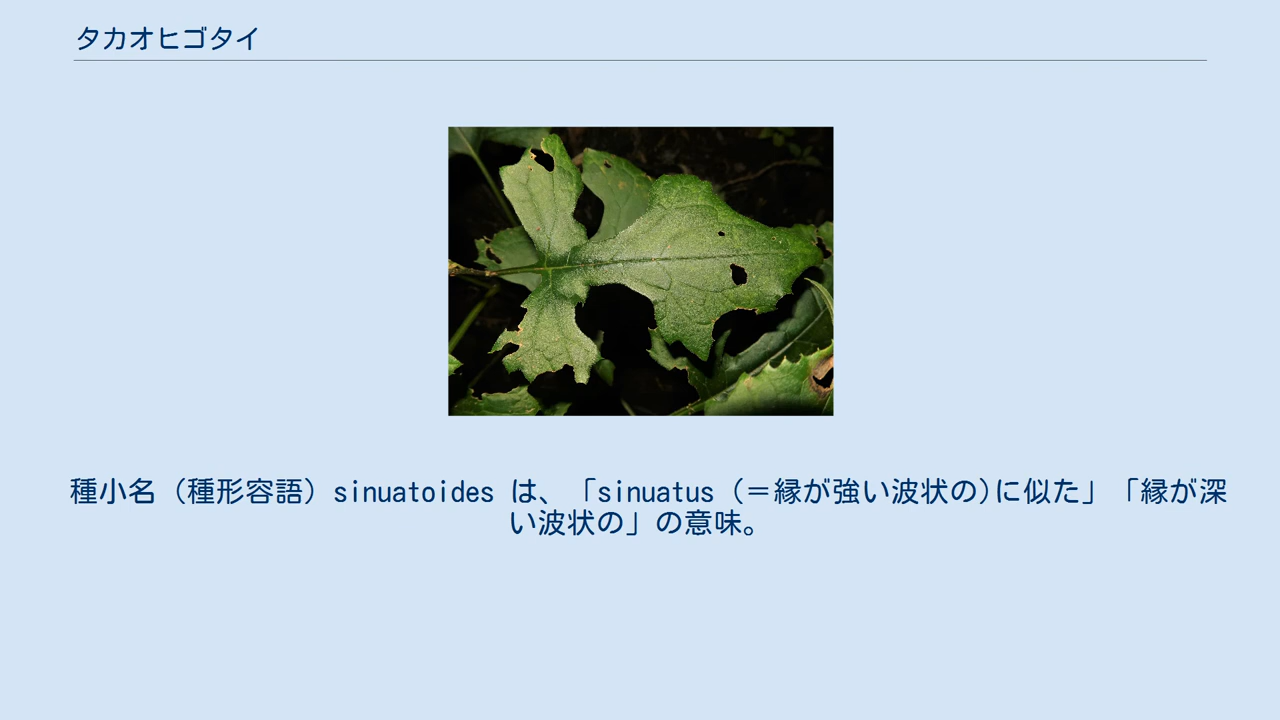 タカオヒゴタイ
種小名（種形容語）sinuatoides は、「sinuatus (＝縁が強い波状の)に似た」「縁が深
い波状の」の意味。